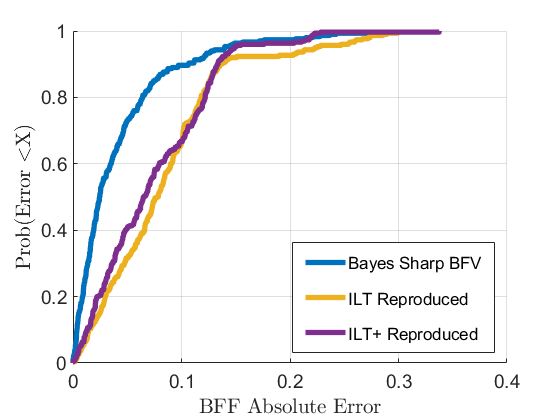 1
0.8
0.6
0.4
0.2
0
Prob(Error <X)
Bayes Sharp BFV
ILT Reproduced
ILT+ Reproduced
0 0.1 0.2 0.3 0.4
BFF Absolute Error